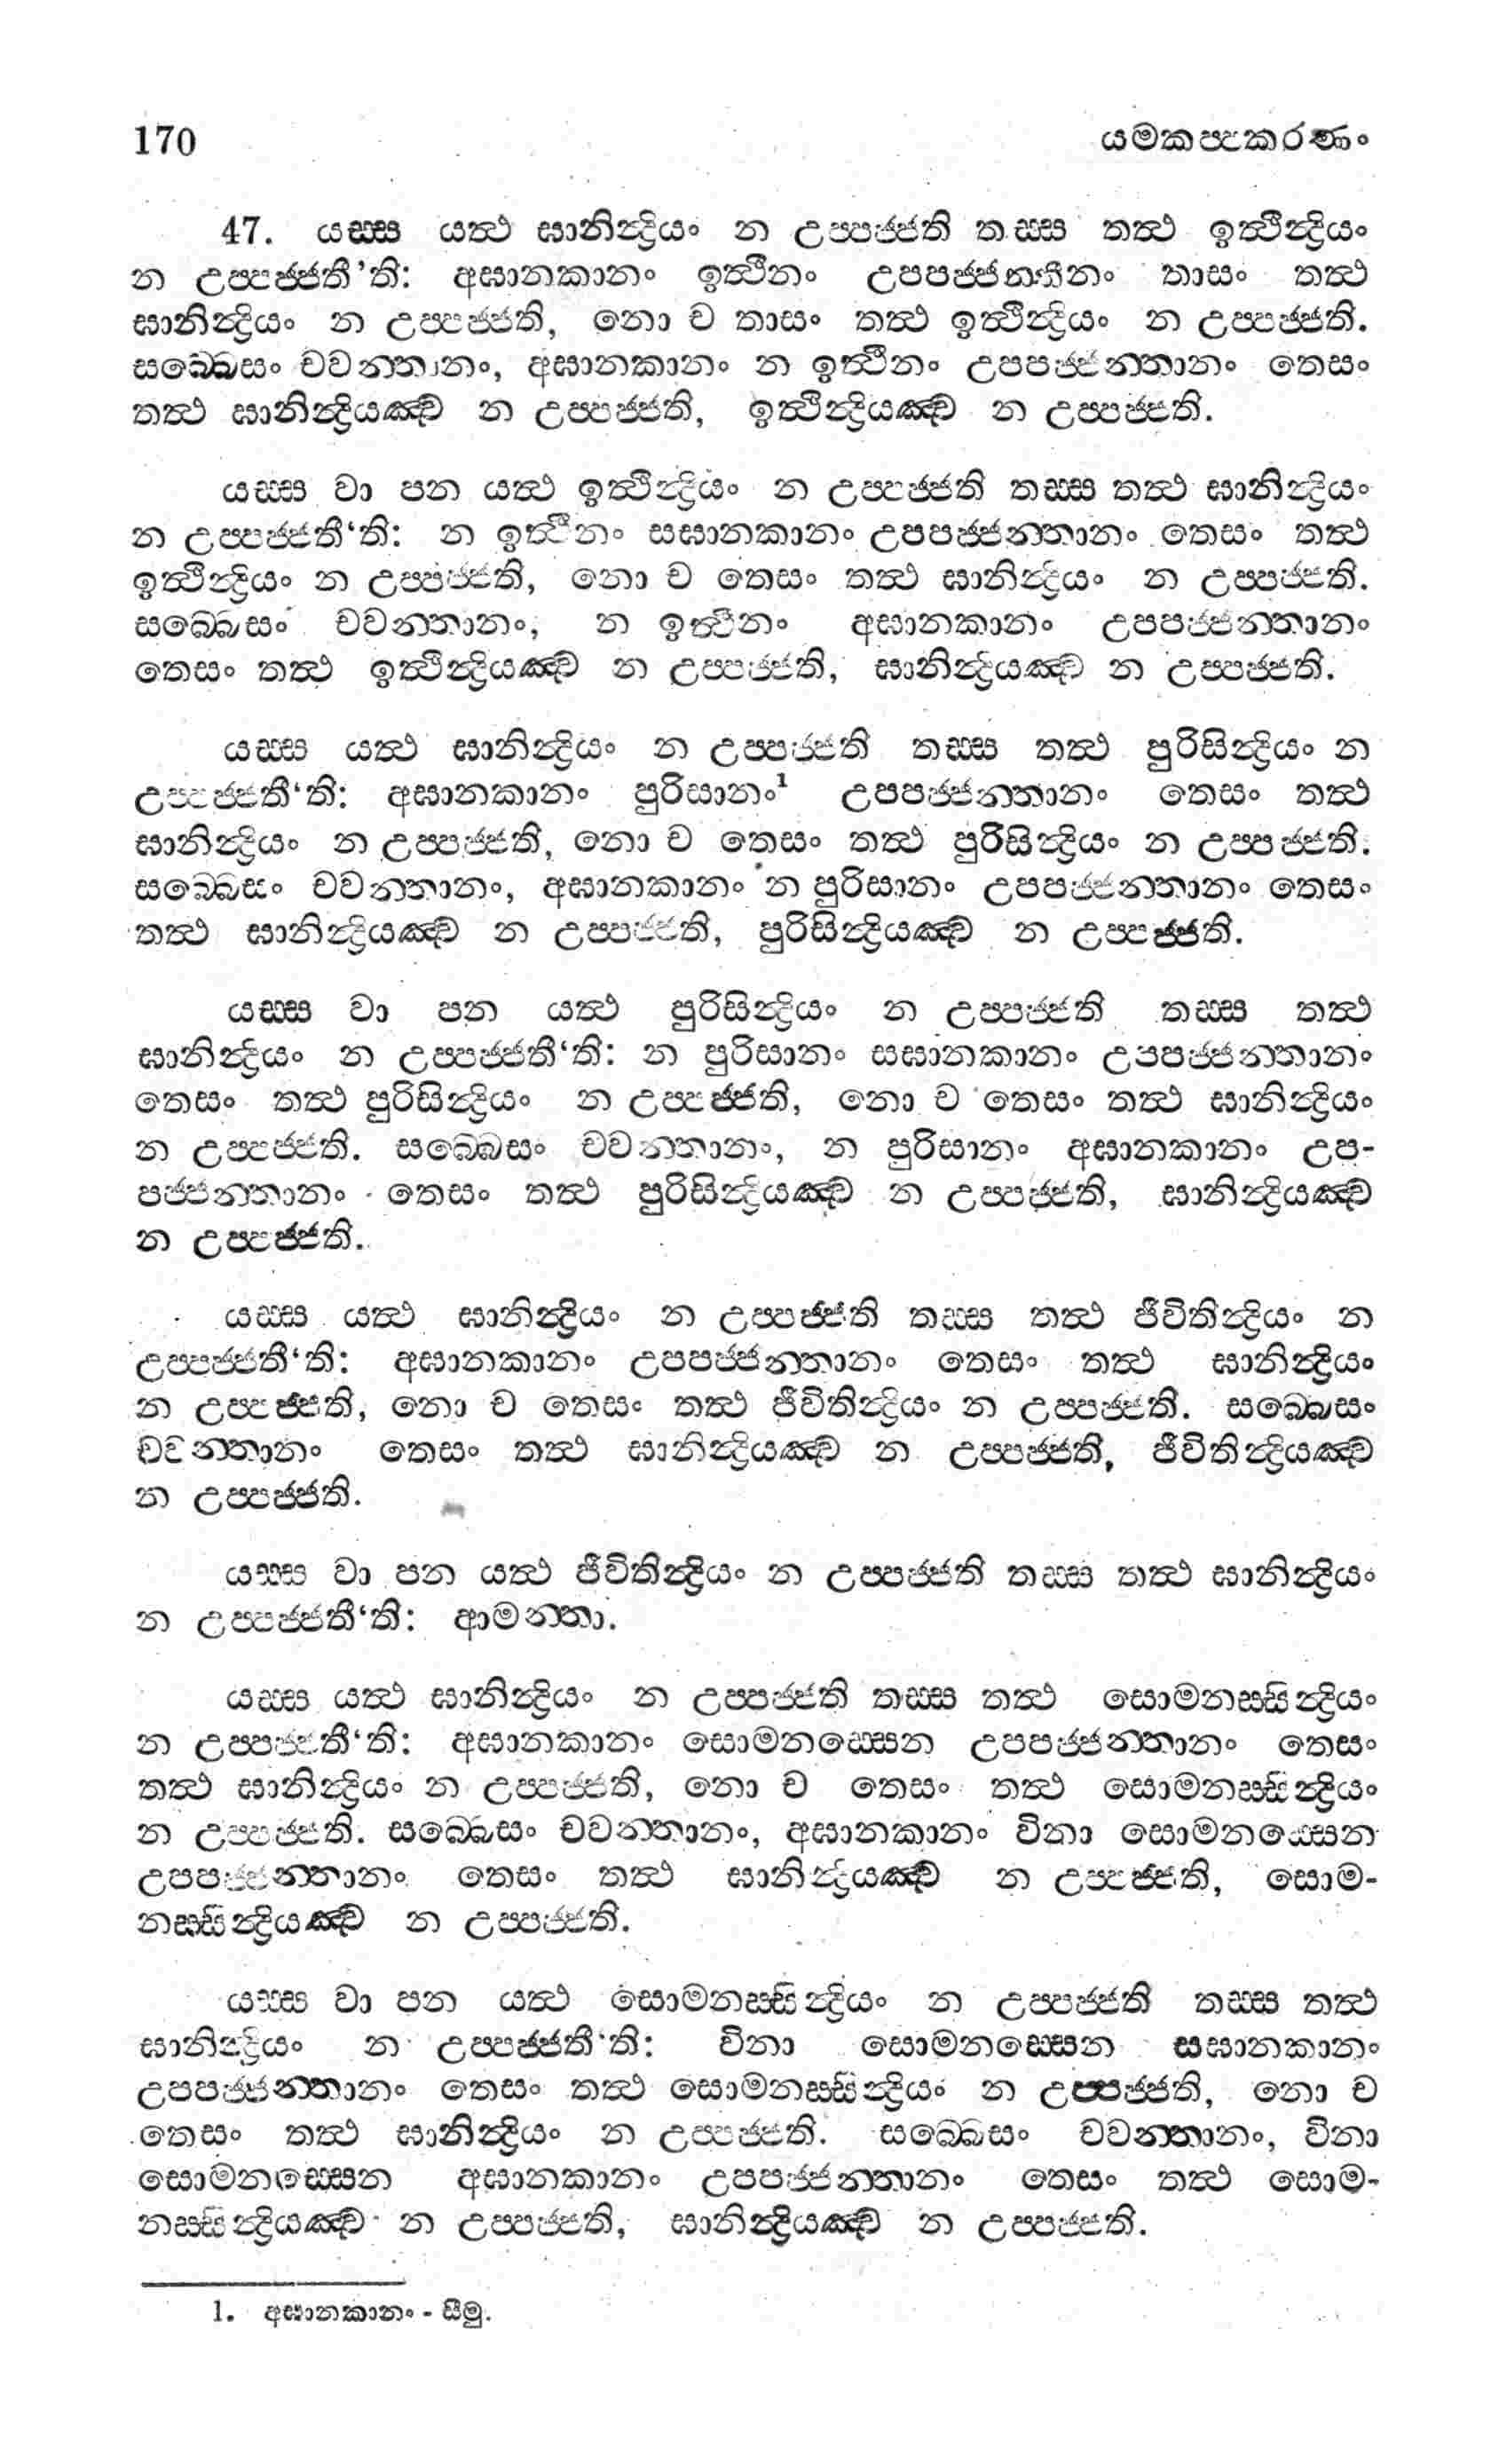 170 යමකප්පකරණං
47. යස්ස යත්ථ ඝානින්ද්‍රියං න උප්පජ්ජති තස්ස තත්ථ ඉත්ථින්ද්‍රියං
න උප්පජ්ජතී’ති: අඝානකානං ඉත්ථීනං උපපජ්ජන්තීනං තාසං තත්ථ
ඝානින්ද්‍රියං න උප්පජ්ජති, නො ච තාසං තත්ථ ඉත්ථින්ද්‍රියං න උප්පජ්ජති.
සබ්බෙසං චවන්තානං, අඝානකානං න ඉත්ථීනං උපපජ්ජන්තානං තෙසං
තත්ථ ඝානින්ද්‍රියඤ්ච න උප්පජ්ජති, ඉත්ථින්ද්‍රියඤ්ච න උප්පජ්ජති.
යස්ස වා පන යත්ථ ඉත්ථින්ද්‍රියං න උප්පජ්ජති තස්ස තත්ථ ඝානින්ද්‍රියං
න උප්පජ්ජතී‘ති: න ඉත්ථීනං සඝානකානං උපපජ්ජන්තානං තෙසං තත්ථ
ඉත්ථින්ද්‍රියං න උප්පජ්ජති, නො ච තෙසං තත්ථ ඝානින්ද්‍රියං න උප්පජ්ජති.
සබ්බෙසං චවන්තානං, න ඉත්ථීනං අඝානකානං උපපජ්ජන්තානං
තෙසං තත්ථ ඉත්ථින්ද්‍රියඤ්ච න උප්පජ්ජති, ඝානින්ද්‍රියඤ්ච න උප්පජ්ජති.
යස්ස යත්ථ ඝානින්ද්‍රියං න උප්පජ්ජති තස්ස තත්ථ පුරිසින්ද්‍රියං න
උප්පජ්ජතී‘ති: අඝානකානං පුරිසානං¹ උපපජ්ජන්තානං තෙසං තත්ථ
ඝානින්ද්‍රියං න උප්පජ්ජති, නො ච තෙසං තත්ථ පුරිසින්ද්‍රියං න උප්පජ්ජති.
සබ්බෙසං චවන්තානං, අඝානකානං න පුරිසානං උපපජ්ජන්තානං තෙසං
තත්ථ ඝානින්ද්‍රියඤ්ච න උප්පජ්ජති, පුරිසින්ද්‍රියඤ්ච න උප්පජ්ජති.
යස්ස වා පන යත්ථ පුරිසින්ද්‍රියං න උප්පජ්ජති තස්ස තත්ථ
ඝානින්ද්‍රියං න උප්පජ්ජතී‘ති: න පුරිසානං සඝානකානං උපපජ්ජන්තානං
තෙසං තත්ථ පුරිසින්ද්‍රියං න උප්පජ්ජති, නො ච තෙසං තත්ථ ඝානින්ද්‍රියං
න උප්පජ්ජති. සබ්බෙසං චවන්තානං, න පුරිසානං අඝානකානං උප-
පජ්ජන්තානං තෙසං තත්ථ පුරිසින්ද්‍රියඤ්ච න උප්පජ්ජති, ඝානින්ද්‍රියඤ්ච
න උප්පජ්ජති.
යස්ස යත්ථ ඝානින්ද්‍රියං න උප්පජ්ජති තස්ස තත්ථ ජීවිතින්ද්‍රියං න
උප්පජ්ජතී‘ති: අඝානකානං උපපජ්ජන්තානං තෙසං තත්ථ ඝානින්ද්‍රියං
න උප්පජ්ජති, නො ච තෙසං තත්ථ ජීවිතින්ද්‍රියං න උප්පජ්ජති. සබ්බෙසං
චවන්තානං තෙසං තත්ථ ඝානින්ද්‍රියඤ්ච න උප්පජ්ජති, ජීවිතින්ද්‍රියඤ්ච
න උප්පජ්ජති.
යස්ස වා පන යත්ථ ජීවිතින්ද්‍රියං න උප්පජ්ජති තස්ස තත්ථ ඝානින්ද්‍රියං
න උප්පජ්ජතී‘ති: ආමන්තා.
යස්ස යත්ථ ඝානින්ද්‍රියං න උප්පජ්ජති තස්ස තත්ථ සොමනස්සින්ද්‍රියං
න උප්පජ්ජතී‘ති: අඝානකානං සොමනස්සෙන උපපජ්ජන්තානං තෙසං
තත්ථ ඝානින්ද්‍රියං න උප්පජ්ජති, නො ච තෙසං තත්ථ සොමනස්සින්ද්‍රියං
න උප්පජ්ජති. සබ්බෙසං චවන්තානං, අඝානකානං විනා සොමනස්සෙන
උපපජ්ජන්තානං තෙසං තත්ථ ඝානින්ද්‍රියඤ්ච න උප්පජ්ජති, සොම-
නස්සින්ද්‍රියඤ්ච න උප්පජ්ජති.
යස්ස වා පන යත්ථ සොමනස්සින්ද්‍රියං න උප්පජ්ජති තස්ස තත්ථ
ඝානින්ද්‍රියං න උප්පජ්ජතී‘ති: විනා සොමනස්සෙන සඝානකානං
උපපජ්ජන්තානං තෙසං තත්ථ සොමනස්සින්ද්‍රියං න උප්පජ්ජති, නො ච
තෙසං තත්ථ ඝානින්ද්‍රියං න උප්පජ්ජති. සබ්බෙසං චවන්තානං, විනා
සොමනස්සෙන අඝානකානං උපපජ්ජන්තානං තෙසං තත්ථ සොම-
නස්සින්ද්‍රියඤ්ච න උප්පජ්ජති, ඝානින්ද්‍රියඤ්ච න උප්පජ්ජති.
1. අඝානකානං - සීමු.